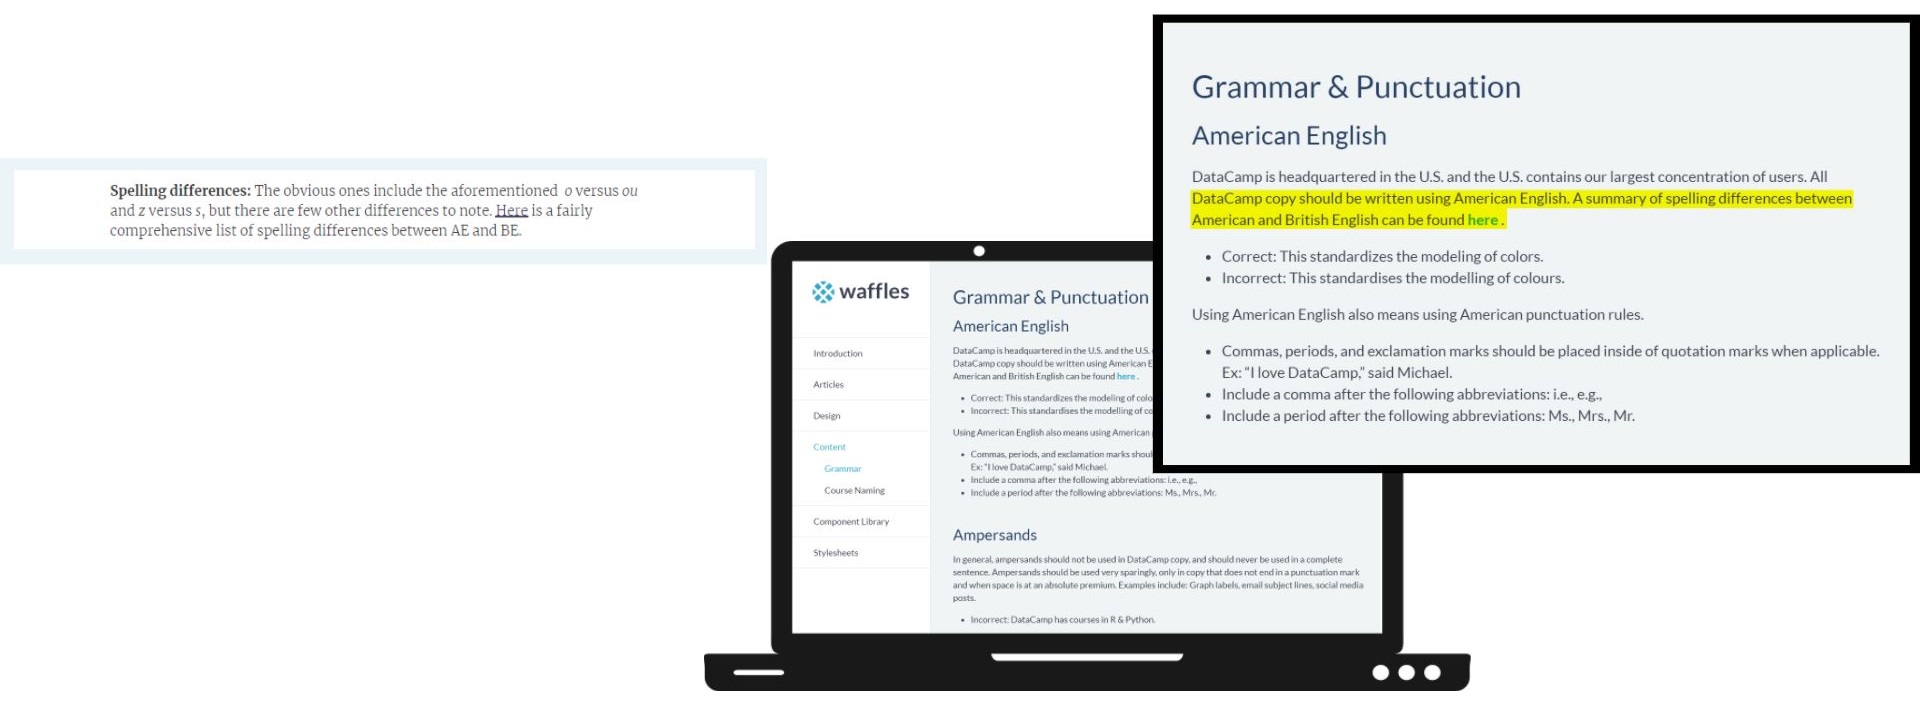 Spelling differences: The obvious ones include the aforementioned o versus ou
and z versus s, but there are few other differences to note. Here is a fairly
comprehensive list of spelling differences between AE and BE.
waffles
Introduction
Articles
Design
Content
Grammar
Course Naming
Component Library
Stylesheets
Grammar & Punctuation
American English
DataCamp is headquartered in the U.S. and the U.S.
DataCamp copy should be written using American E
American and British English can be found here .
• Correct: This standardizes the modeling of colo
• Incorrect: This standardises the modelling of co
Using American English also means using American
• Commas, periods, and exclamation marks shoul
Ex: "I love DataCamp," said Michael.
• Include a comma after the following abbreviations: i.e., e.g.,
• Include a period after the following abbreviations: Ms., Mrs., Mr.
Ampersands
In general, ampersands should not be used in DataCamp copy, and should never be used in a complete
sentence. Ampersands should be used very sparingly, only in copy that does not end in a punctuation mark
and when space is at an absolute premium. Examples include: Graph labels, email subject lines, social media
posts.
• Incorrect: DataCamp has courses in R & Python.
Grammar & Punctuation
American English
DataCamp is headquartered in the U.S. and the U.S. contains our largest concentration of users. All
DataCamp copy should be written using American English. A summary of spelling differences between
American and British English can be found here .
• Correct: This standardizes the modeling of colors.
• Incorrect: This standardises the modelling of colours.
Using American English also means using American punctuation rules.
• Commas, periods, and exclamation marks should be placed inside of quotation marks when applicable.
Ex: “I love DataCamp,” said Michael.
• Include a comma after the following abbreviations: i.e., e.g.,
• Include a period after the following abbreviations: Ms., Mrs., Mr.